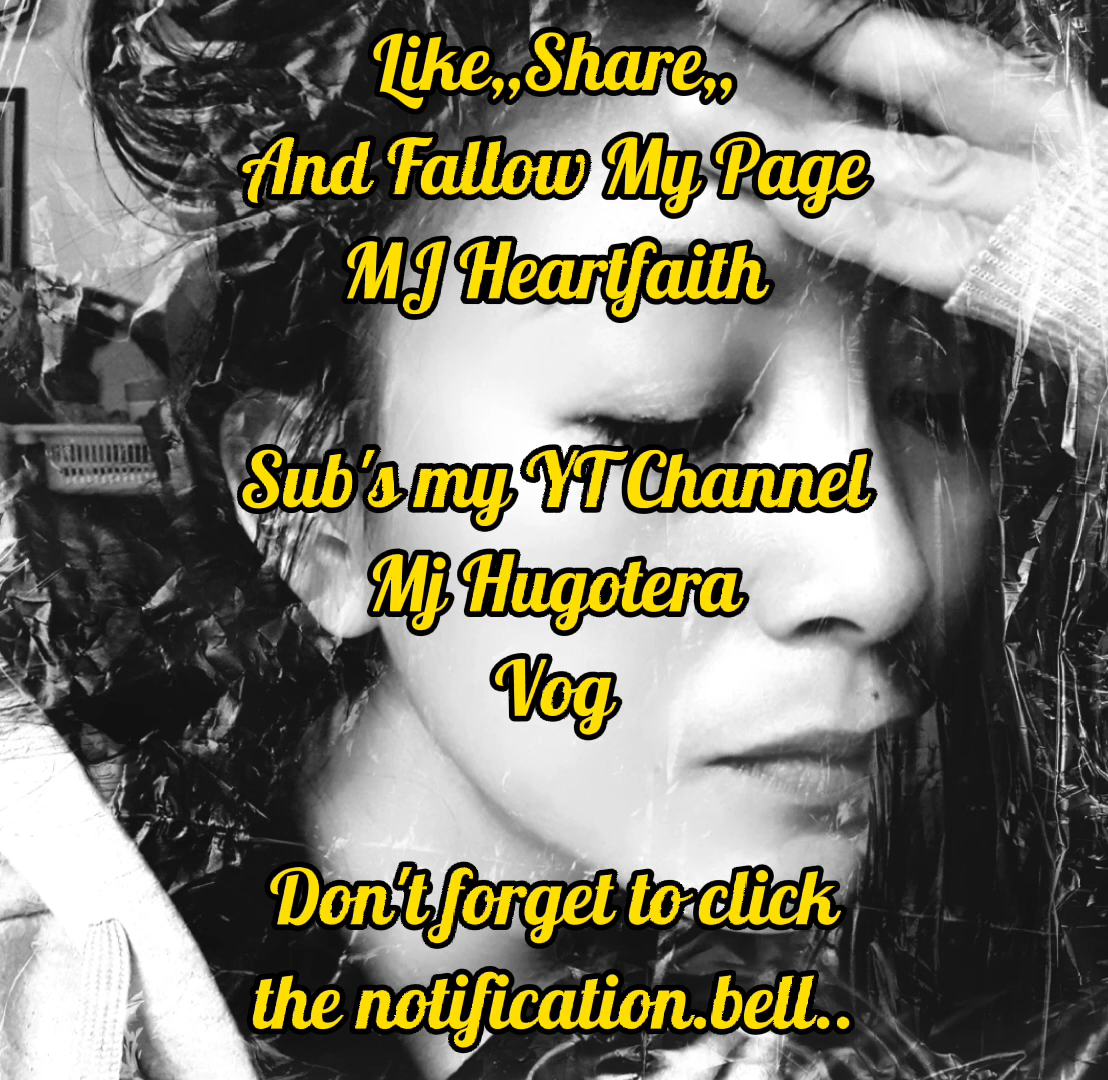 Like,,Share,,
And Fallow My Page
MJ Heartfaith
Sub's my YT Channel
Mj Hugotera
Vog
Don't forget to click
the notification.bell..